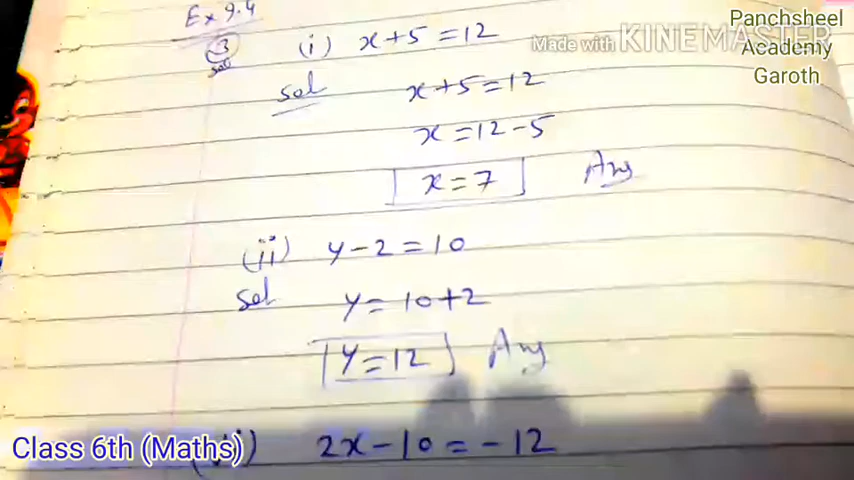 Ex 9.4
3
sol
(i) x+5=12
sol x+5=12
x=12-5
x=7 Ans
(ii) y-2=10
sol y=10+2
y=12 Ans
2x-10=-12
Made with KINEMASTER
Panchsheel
Academy
Garoth
Class 6th (Maths)